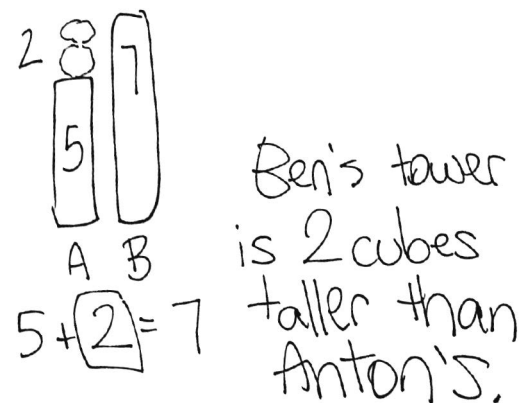 2
5 7
A B
5+2=7
Ben's tower
is 2 cubes
taller than
Anton's.